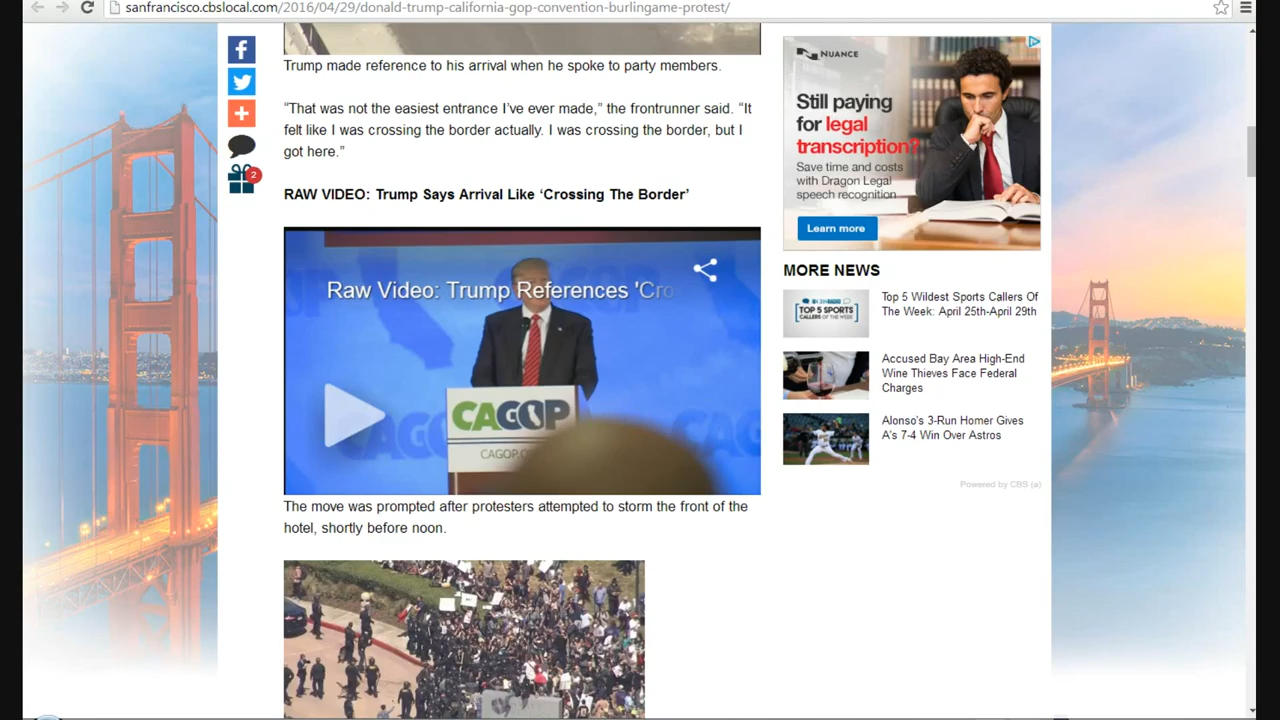 sanfrancisco.cbslocal.com/2016/04/29/donald-trump-california-gop-convention-burlingame-protest/
2
Trump made reference to his arrival when he spoke to party members.
“That was not the easiest entrance I’ve ever made,” the frontrunner said. “It
felt like I was crossing the border actually. I was crossing the border, but I
got here.”
RAW VIDEO: Trump Says Arrival Like ‘Crossing The Border’
Raw Video: Trump References 'Cro
CAGOP
The move was prompted after protesters attempted to storm the front of the
hotel, shortly before noon.
NUANCE
Still paying
for legal
transcription?
Save time and costs
with Dragon Legal
speech recognition
Learn more
MORE NEWS
TOP 5 SPORTS
CALLERS OF THE WEEK
Top 5 Wildest Sports Callers Of
The Week: April 25th-April 29th
Accused Bay Area High-End
Wine Thieves Face Federal
Charges
Alonso’s 3-Run Homer Gives
A’s 7-4 Win Over Astros
Powered by CBS (a)